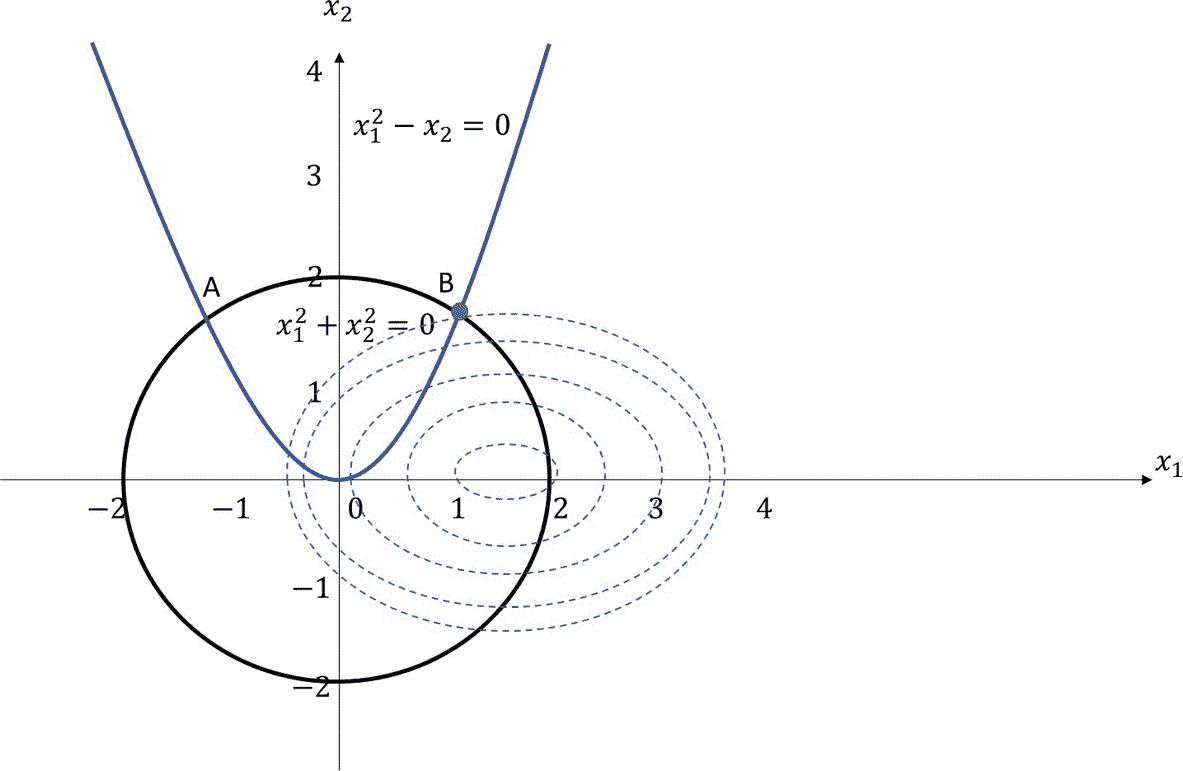 x₂
4
x₁² − x₂ = 0
3
A
2
B
x₁² + x₂² = 0
1
x₁
−2 −1 0 1 2 3 4
−1
−2